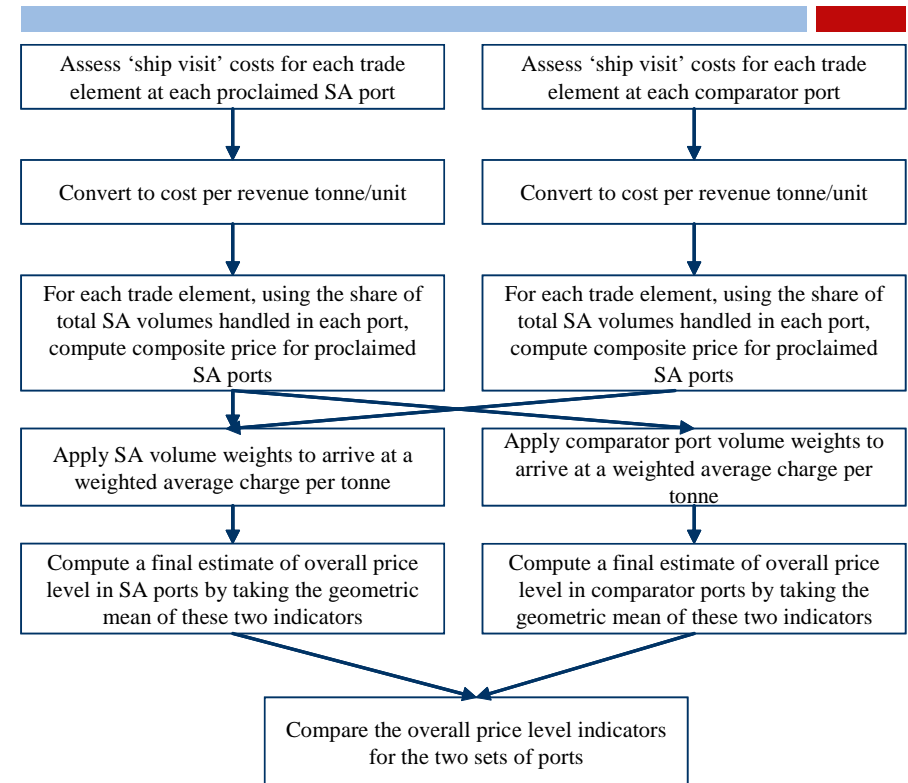 Assess ‘ship visit’ costs for each trade
element at each proclaimed SA port
Assess ‘ship visit’ costs for each trade
element at each comparator port
Convert to cost per revenue tonne/unit
Convert to cost per revenue tonne/unit
For each trade element, using the share of
total SA volumes handled in each port,
compute composite price for proclaimed
SA ports
For each trade element, using the share of
total SA volumes handled in each port,
compute composite price for proclaimed
SA ports
Apply SA volume weights to arrive at a
weighted average charge per tonne
Apply comparator port volume weights to
arrive at a weighted average charge per
tonne
Compute a final estimate of overall price
level in SA ports by taking the geometric
mean of these two indicators
Compute a final estimate of overall price
level in comparator ports by taking the
geometric mean of these two indicators
Compare the overall price level indicators
for the two sets of ports